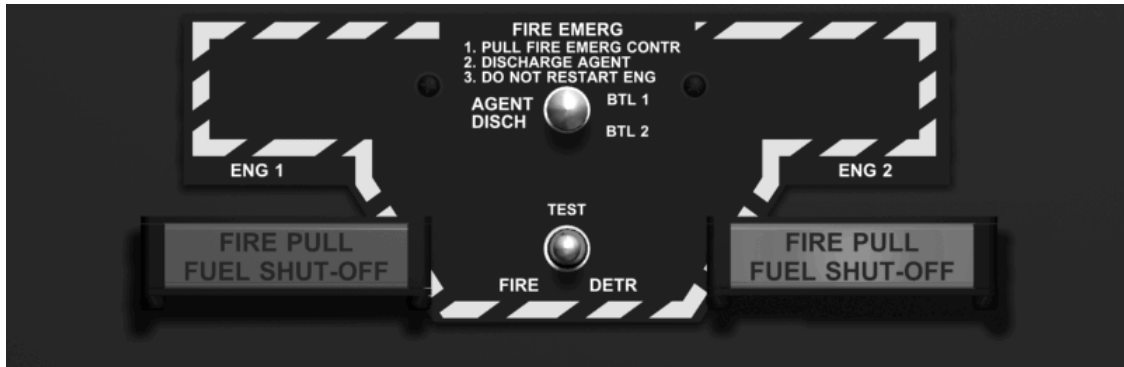 FIRE EMERG
1. PULL FIRE EMERG CONTR
2. DISCHARGE AGENT
3. DO NOT RESTART ENG
AGENT DISCH
BTL 1
BTL 2
ENG 1
ENG 2
TEST
FIRE
DETR
FIRE PULL
FUEL SHUT-OFF
FIRE PULL
FUEL SHUT-OFF